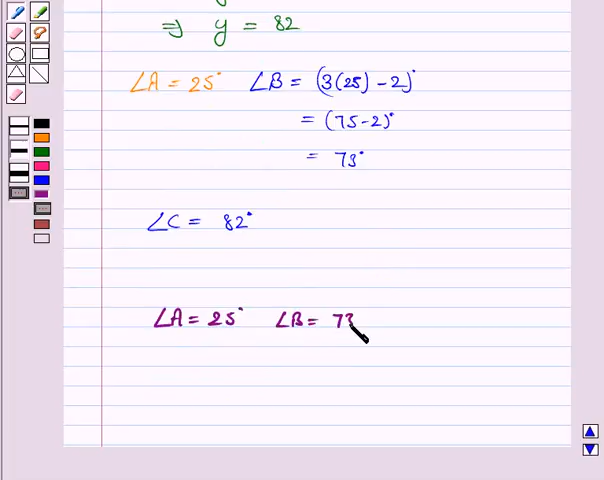 ⇒ y = 82
∠A = 25° ∠B = (3(25) - 2)°
= (75 - 2)°
= 73°
∠C = 82°
∠A = 25° ∠B = 73